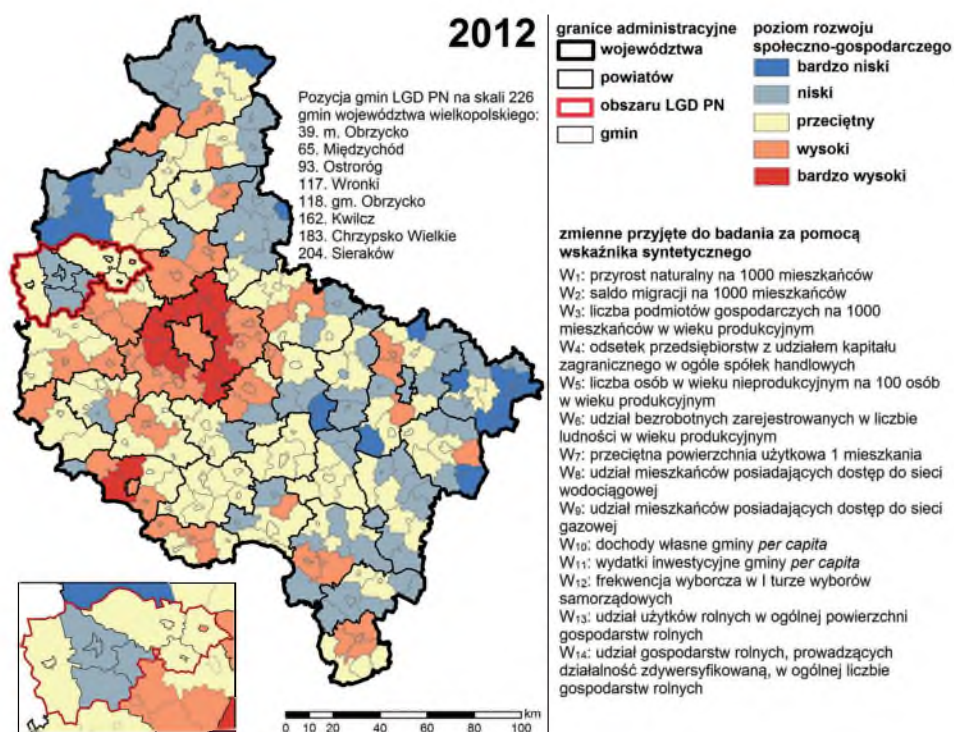 2012
Pozycja gmin LGD PN na skali 226
gmin województwa wielkopolskiego:
39. m. Obrzycko
65. Międzychód
93. Ostroróg
117. Wronki
118. gm. Obrzycko
162. Kwilcz
183. Chrzypsko Wielkie
204. Sieraków
granice administracyjne
województwa
powiatów
obszaru LGD PN
gmin
poziom rozwoju
społeczno-gospodarczego
bardzo niski
niski
przeciętny
wysoki
bardzo wysoki
zmienne przyjęte do badania za pomocą
wskaźnika syntetycznego
W₁: przyrost naturalny na 1000 mieszkańców
W₂: saldo migracji na 1000 mieszkańców
W₃: liczba podmiotów gospodarczych na 1000
mieszkańców w wieku produkcyjnym
W₄: odsetek przedsiębiorstw z udziałem kapitału
zagranicznego w ogóle spółek handlowych
W₅: liczba osób w wieku nieprodukcyjnym na 100 osób
w wieku produkcyjnym
W₆: udział bezrobotnych zarejestrowanych w liczbie
ludności w wieku produkcyjnym
W₇: przeciętna powierzchnia użytkowa 1 mieszkania
W₈: udział mieszkańców posiadających dostęp do sieci
wodociągowej
W₉: udział mieszkańców posiadających dostęp do sieci
gazowej
W₁₀: dochody własne gminy per capita
W₁₁: wydatki inwestycyjne gminy per capita
W₁₂: frekwencja wyborcza w I turze wyborów
samorządowych
W₁₃: udział użytków rolnych w ogólnej powierzchni
gospodarstw rolnych
W₁₄: udział gospodarstw rolnych, prowadzących
działalność zdywersyfikowaną, w ogólnej liczbie
gospodarstw rolnych
km
0 10 20 40 60 80 100